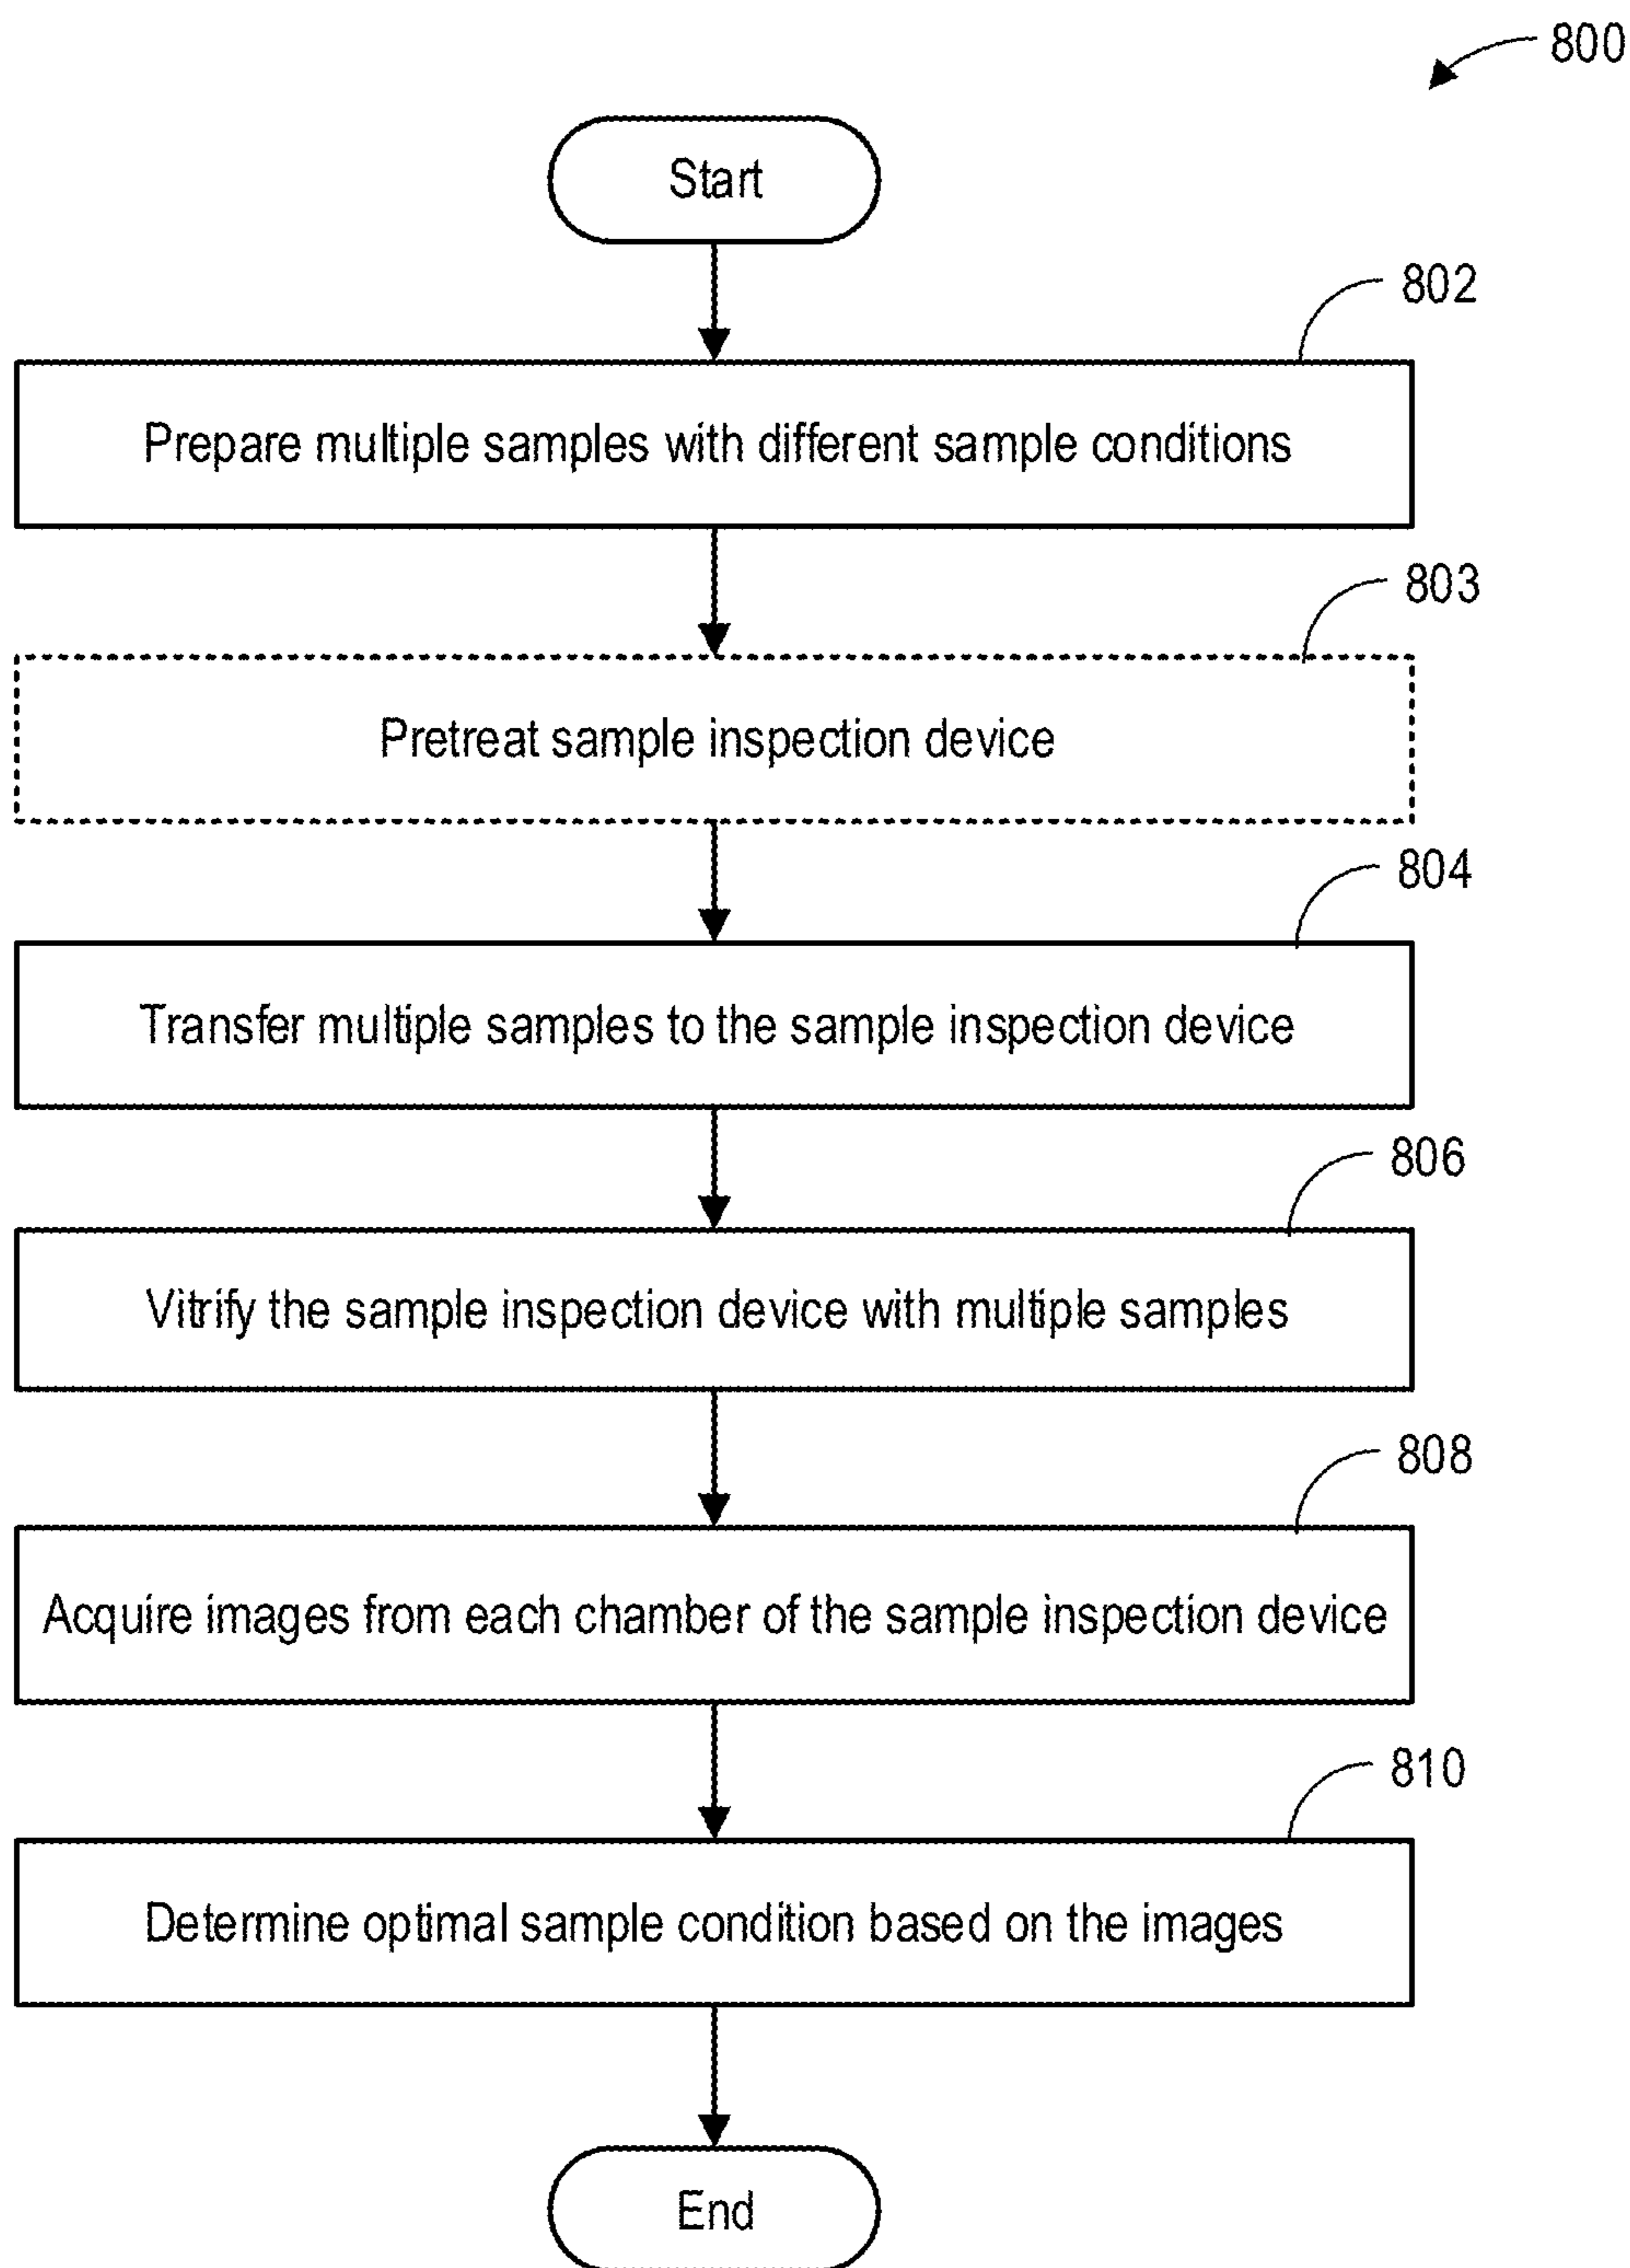 800
Start
802
Prepare multiple samples with different sample conditions
803
Pretreat sample inspection device
804
Transfer multiple samples to the sample inspection device
806
Vitrify the sample inspection device with multiple samples
808
Acquire images from each chamber of the sample inspection device
810
Determine optimal sample condition based on the images
End